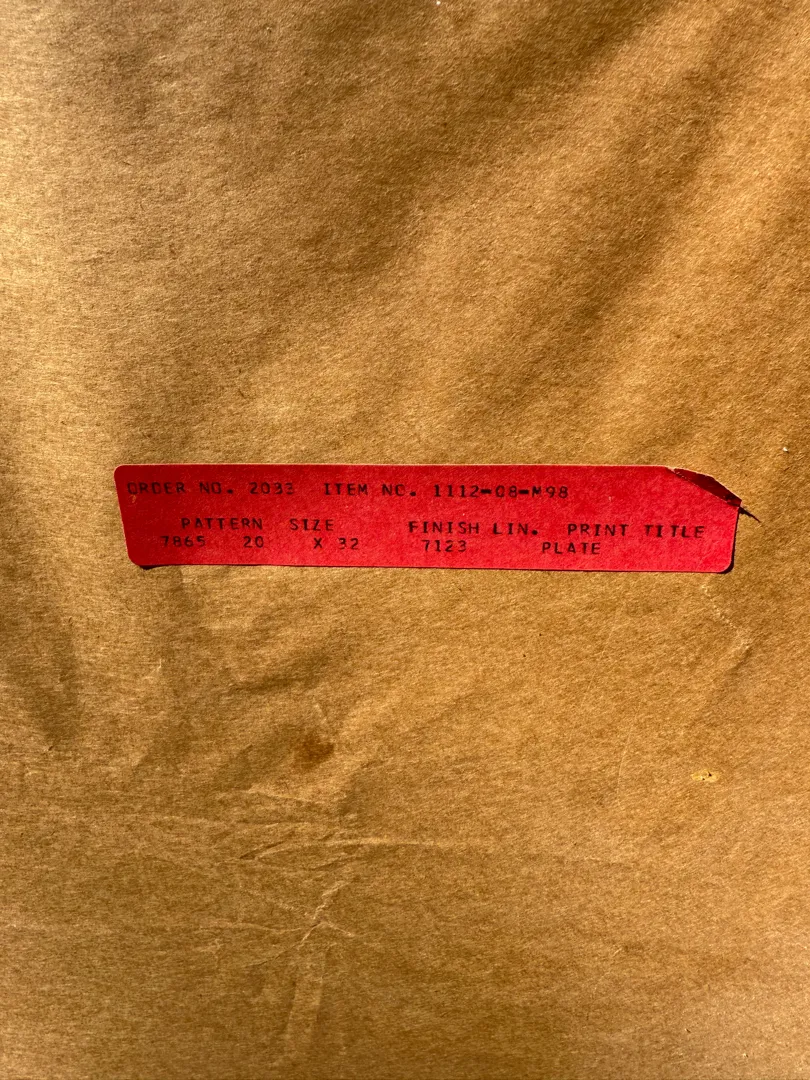 ORDER NO. 2033 ITEM NO. 1112-08-M98
PATTERN SIZE FINISH LIN. PRINT TITLE
7865 20 X 32 7123 PLATE